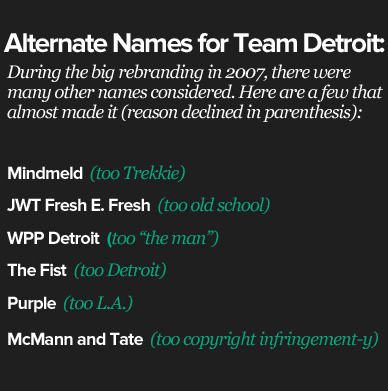 Alternate Names for Team Detroit:
During the big rebranding in 2007, there were
many other names considered. Here are a few that
almost made it (reason declined in parenthesis):
Mindmeld (too Trekkie)
JWT Fresh E. Fresh (too old school)
WPP Detroit (too “the man”)
The Fist (too Detroit)
Purple (too L.A.)
McMann and Tate (too copyright infringement-y)